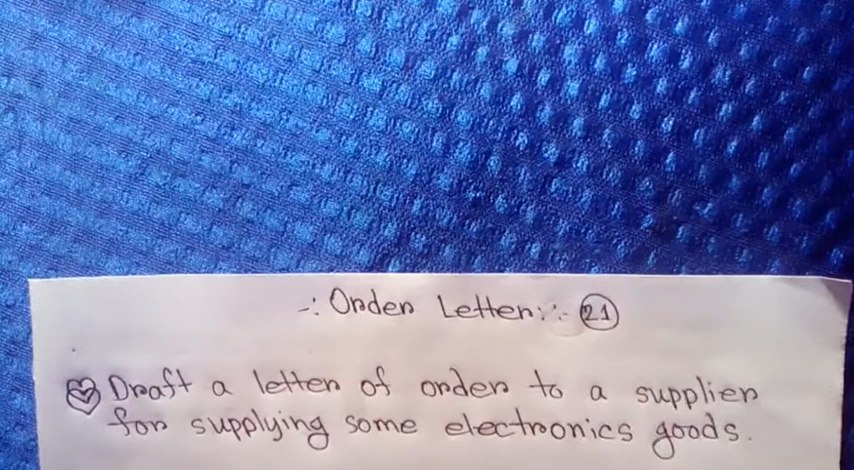 -: Order Letter:- 21
Draft a letter of order to a supplier
for supplying some electronics goods.